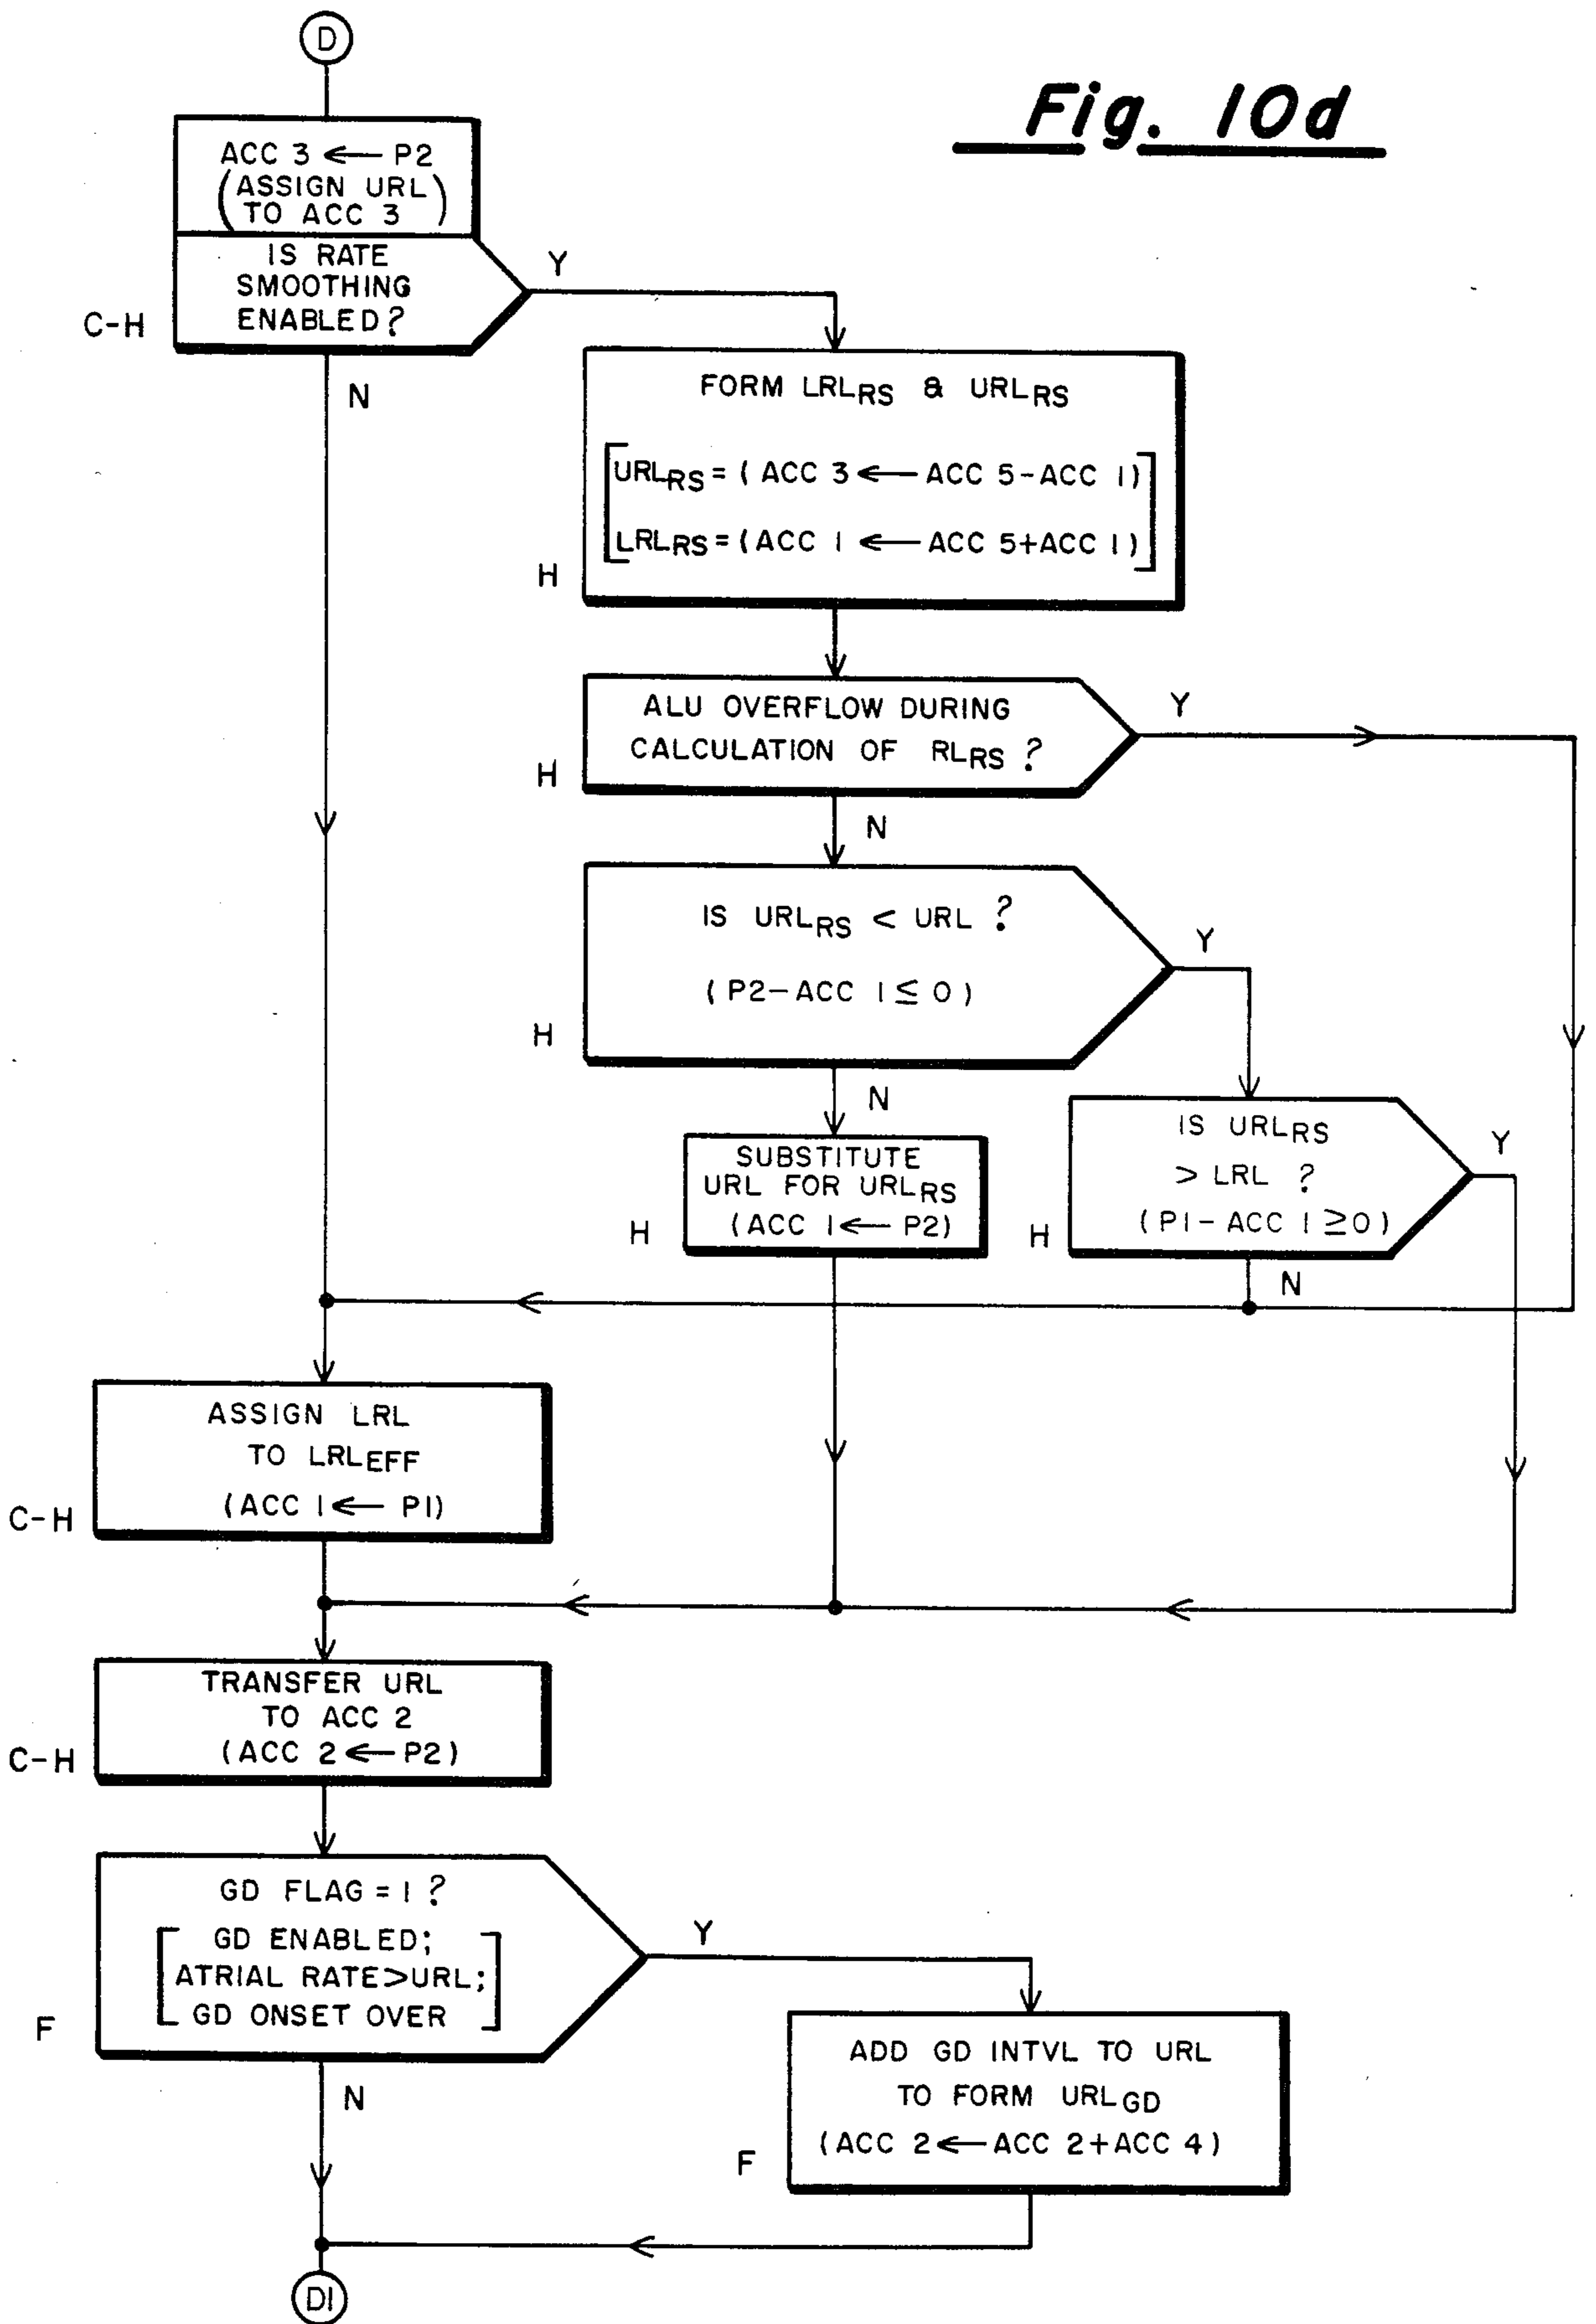 D
Fig. 10d
ACC 3 ← P2
(ASSIGN URL
TO ACC 3)
IS RATE
SMOOTHING
ENABLED?
C-H
Y
N
FORM LRLRS & URLRS
[URLRS = (ACC 3 ← ACC 5-ACC 1)]
[LRLRS = (ACC 1 ← ACC 5+ACC 1)]
H
ALU OVERFLOW DURING
CALCULATION OF RLRS ?
H
Y
N
IS URLRS < URL ?
(P2-ACC 1 ≤ 0)
H
Y
N
SUBSTITUTE
URL FOR URLRS
(ACC 1 ← P2)
H
IS URLRS
> LRL ?
(P1-ACC 1 ≥ 0)
H
Y
N
ASSIGN LRL
TO LRLEFF
(ACC 1 ← P1)
C-H
TRANSFER URL
TO ACC 2
(ACC 2 ← P2)
C-H
GD FLAG = 1 ?
[GD ENABLED;
ATRIAL RATE>URL;
GD ONSET OVER]
F
Y
N
ADD GD INTVL TO URL
TO FORM URLGD
(ACC 2 ← ACC 2+ACC 4)
F
D1